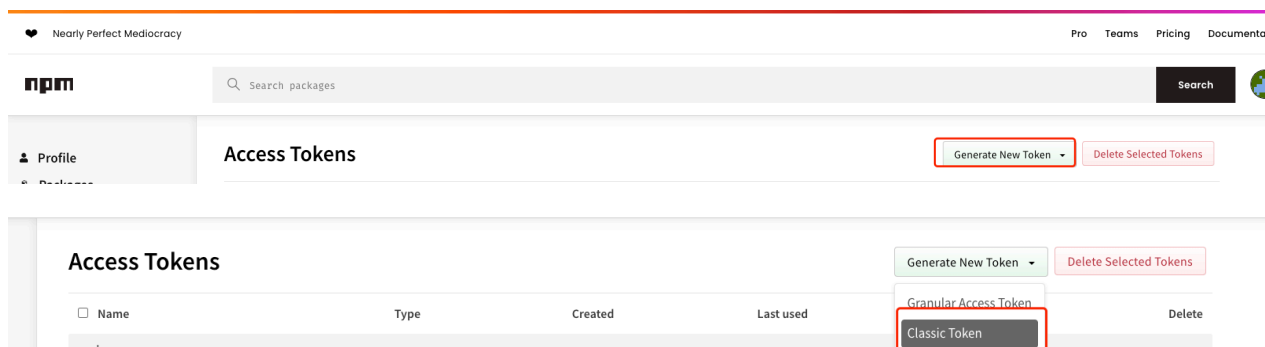 ❤ Nearly Perfect Mediocracy Pro Teams Pricing Documenta
npm Search packages Search
Profile Access Tokens Generate New Token Delete Selected Tokens
Packages
Access Tokens Generate New Token Delete Selected Tokens
Granular Access Token
Name Type Created Last used Delete
Classic Token